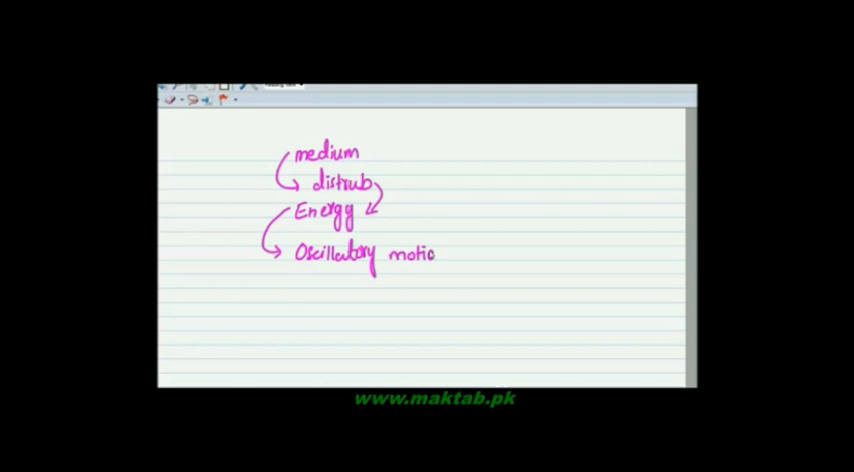 medium
distrub
Energy
Oscillatory motio
www.maktab.pk